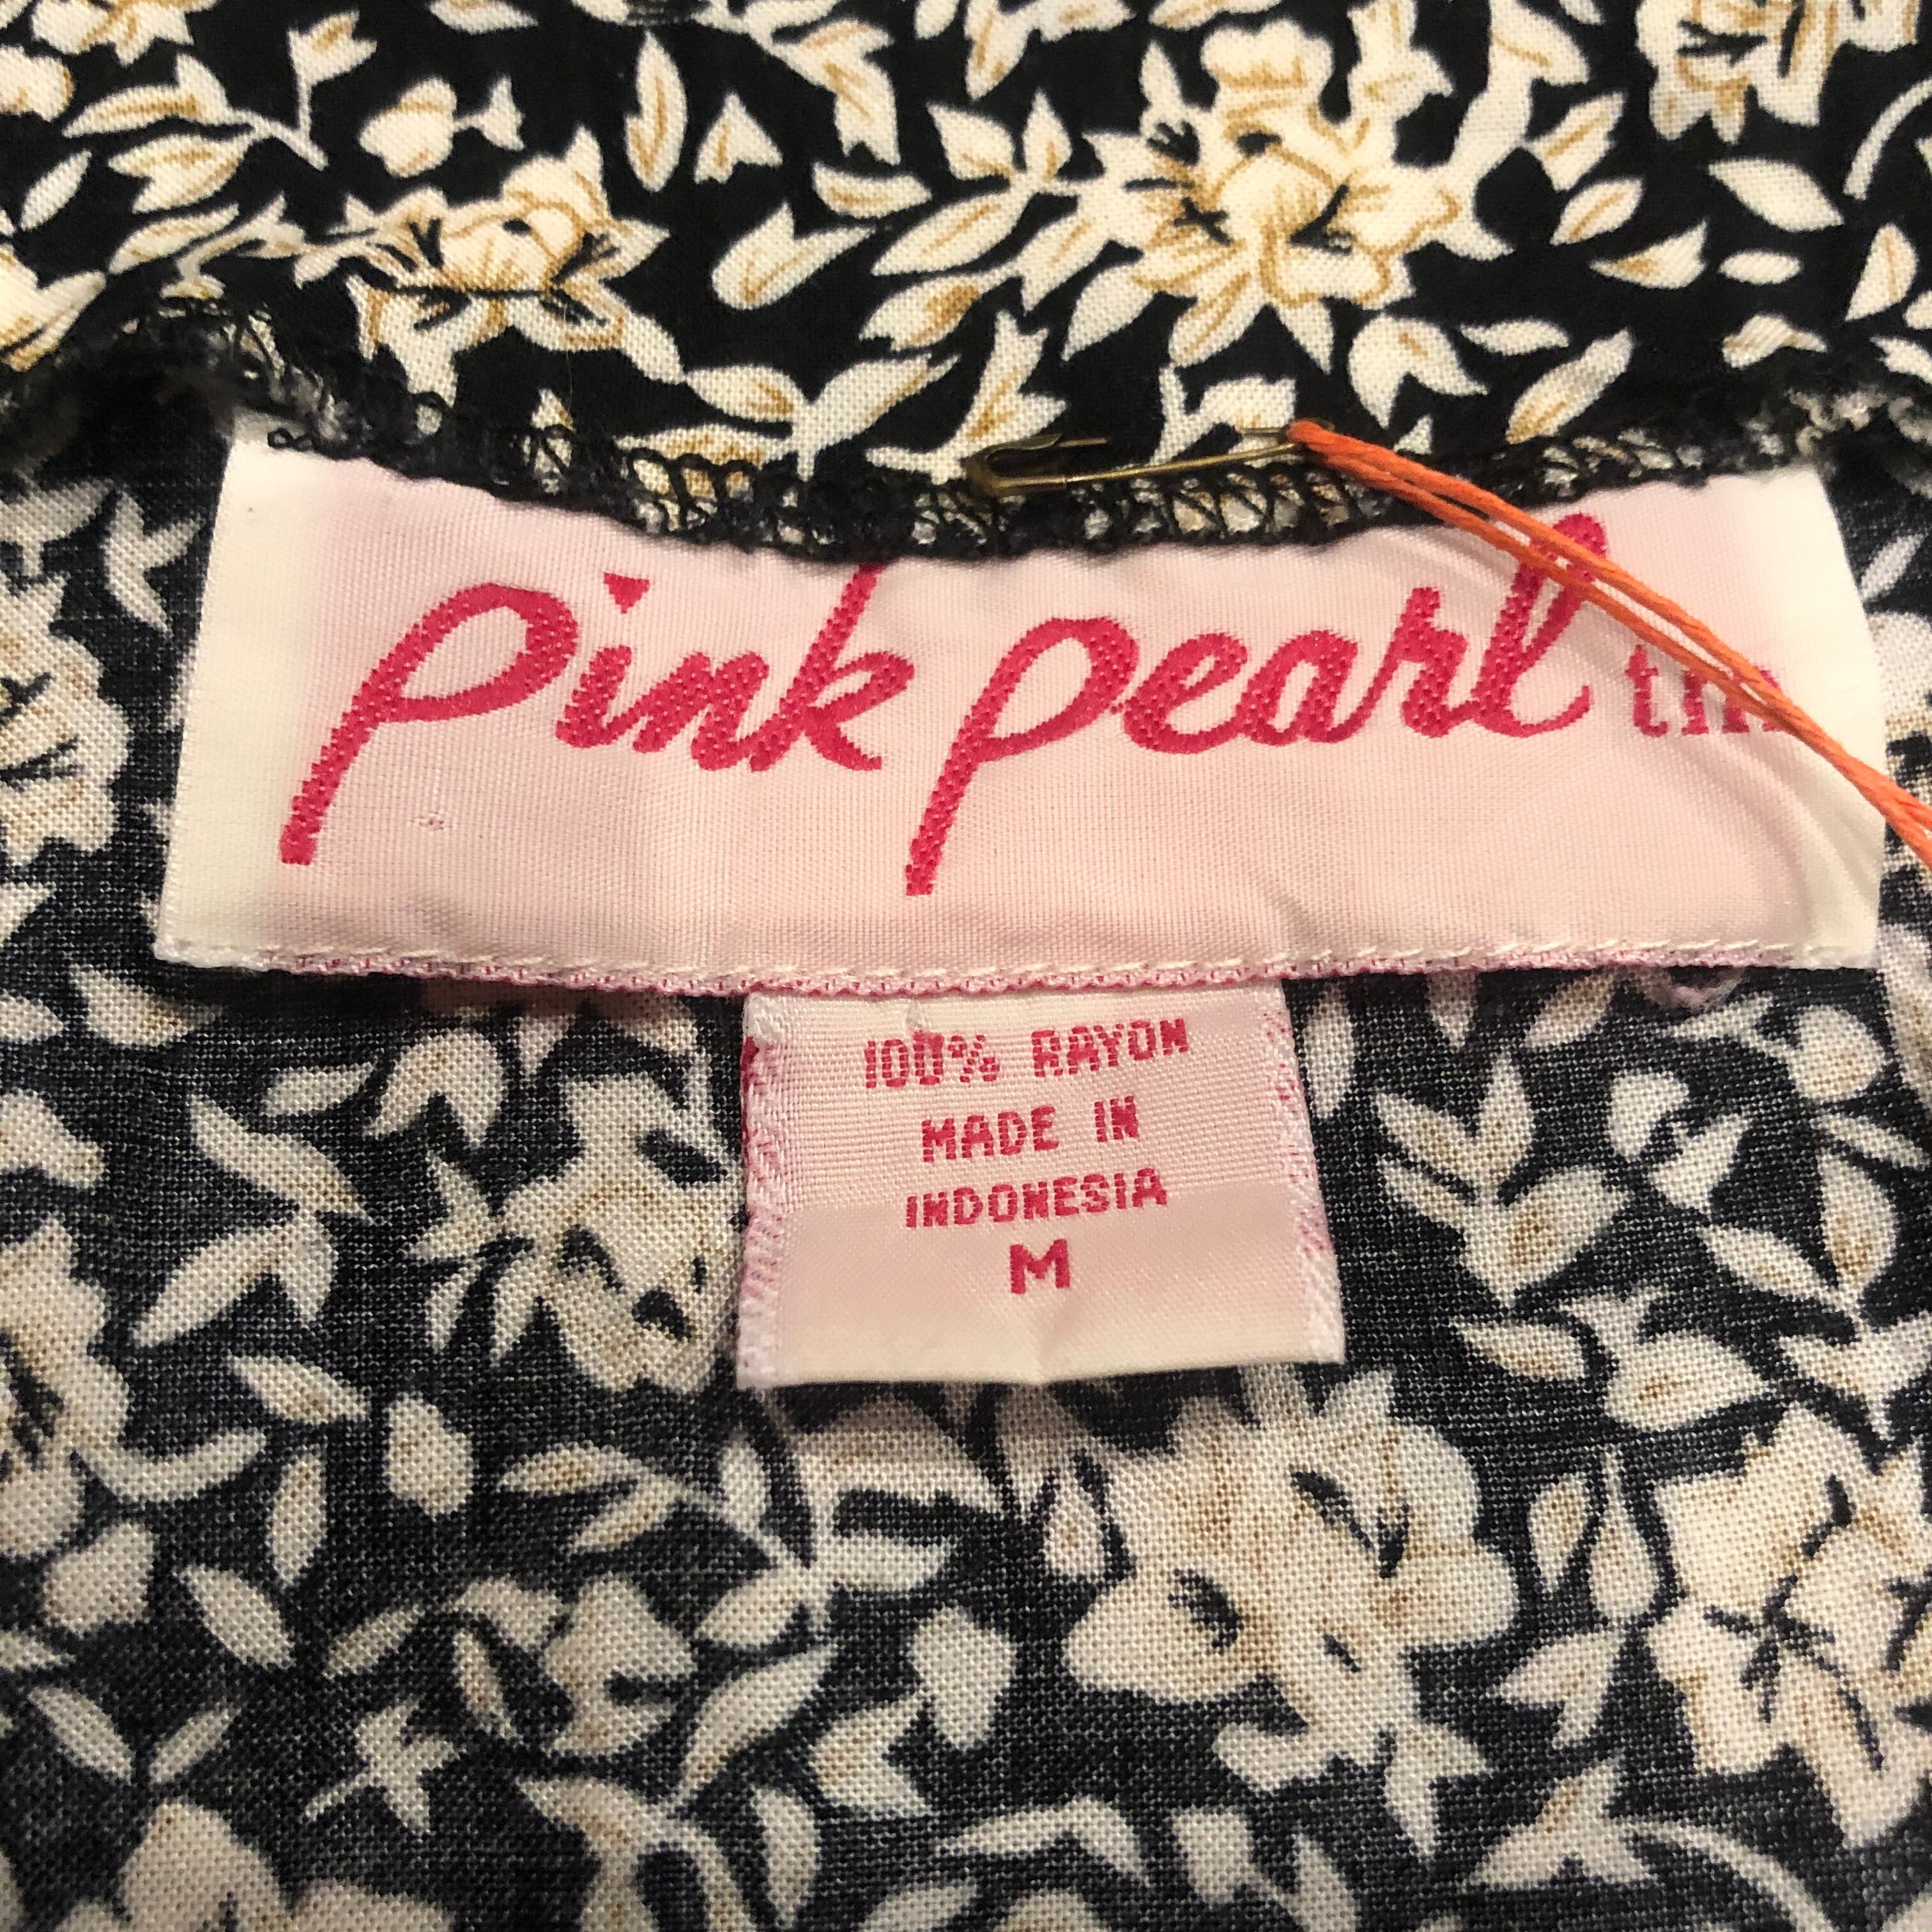 Pink pearl tm
100% RAYON
MADE IN
INDONESIA
M